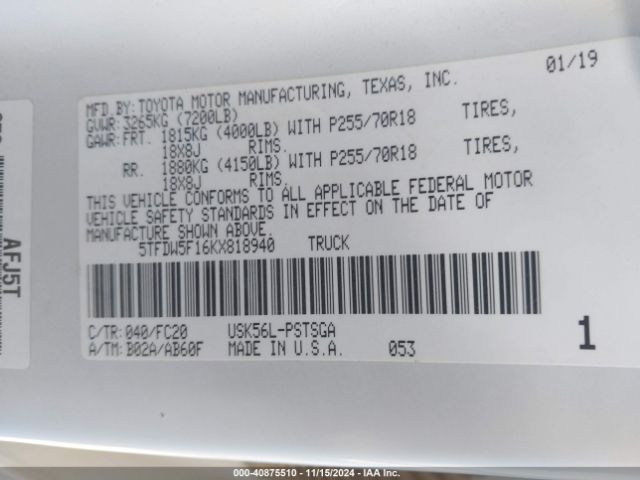 MFD.BY:TOYOTA MOTOR MANUFACTURING, TEXAS, INC. 01/19
GVWR:3265KG (7200LB)
GAWR:FRT. 1815KG (4000LB) WITH P255/70R18 TIRES,
18X8J RIMS.
RR. 1880KG (4150LB) WITH P255/70R18 TIRES,
18X8J RIMS.
THIS VEHICLE CONFORMS TO ALL APPLICABLE FEDERAL MOTOR
VEHICLE SAFETY STANDARDS IN EFFECT ON THE DATE OF
MANUFACTURE SHOWN ABOVE.
5TFDW5F16KX818940 TRUCK
C/TR:040/FC20 USK56L-PSTSGA
A/TM:B02A/AB60F MADE IN U.S.A. 053 1
AFJ5T
000-40875510 - 11/15/2024 - IAA Inc.